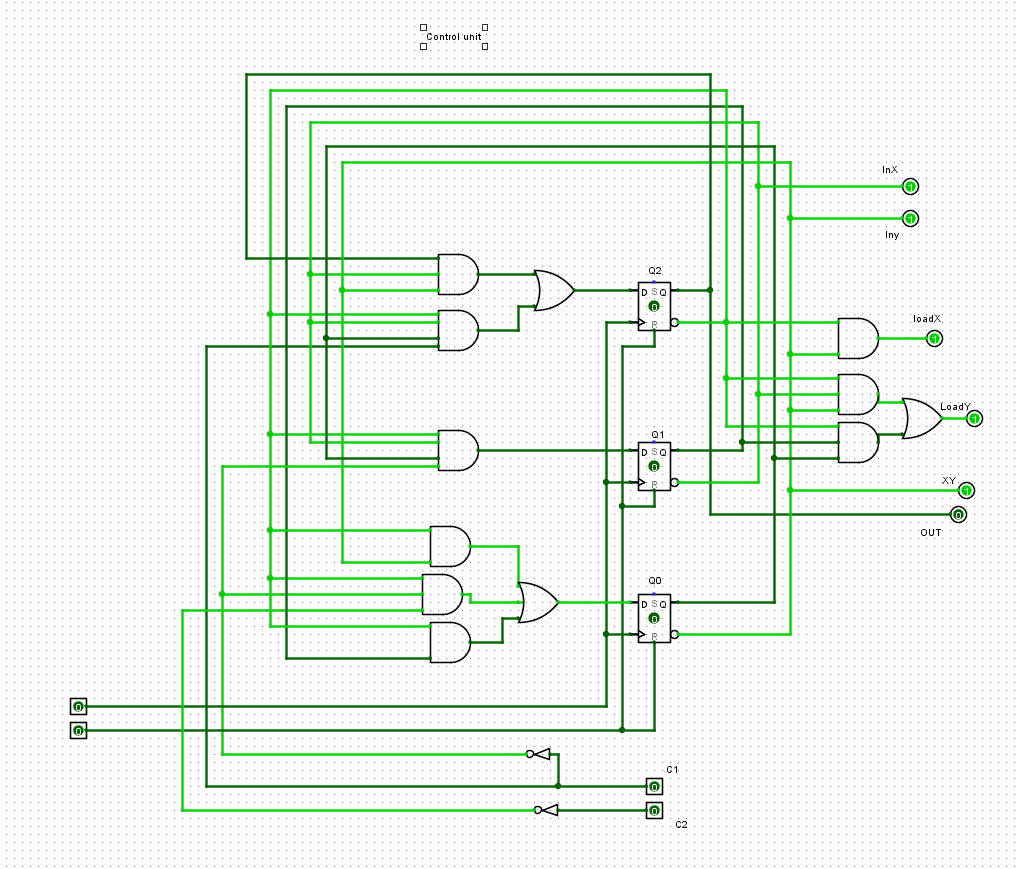 Control unit
InX
Iny
Q2
D S Q
0
R
loadX
LoadY
Q1
D S Q
0
R
XY
OUT
0
Q0
D S Q
0
R
0
0
C1
0
0
C2
1
1
1
1
1